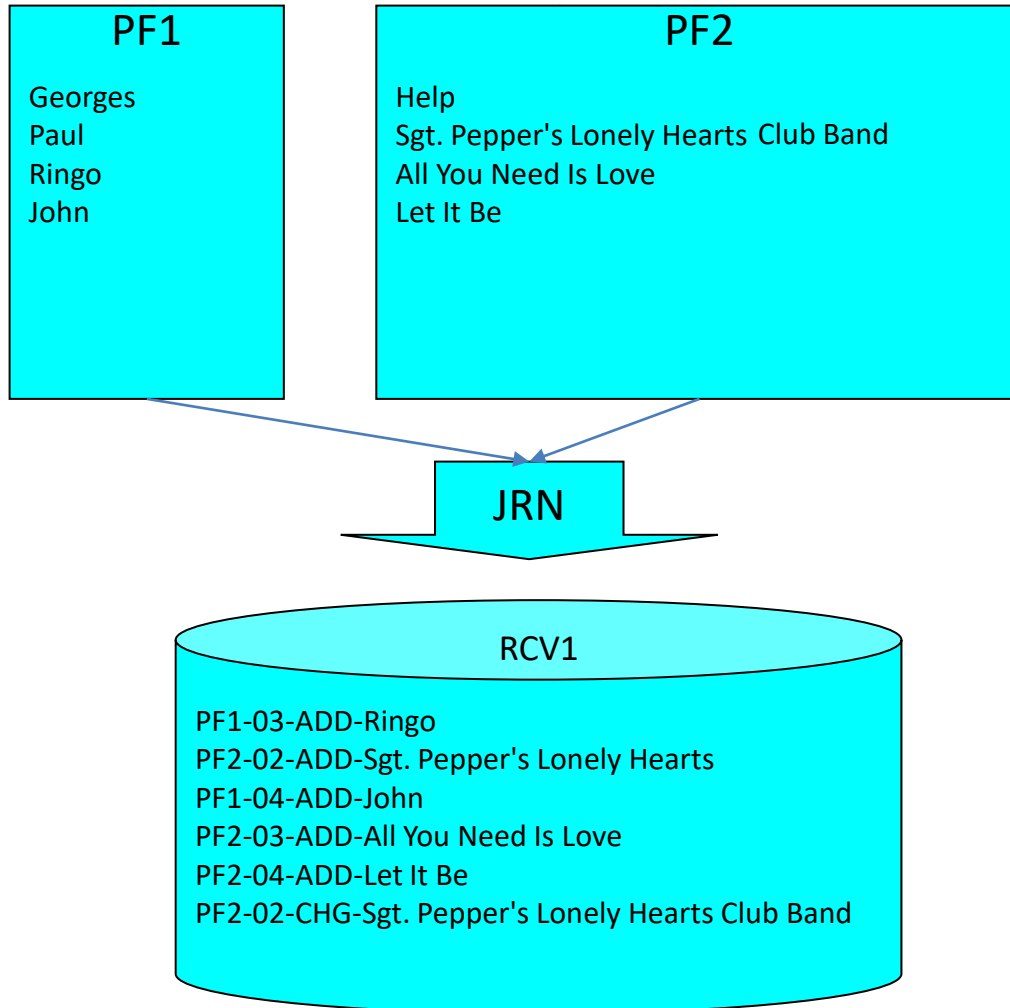 PF1
Georges
Paul
Ringo
John
PF2
Help
Sgt. Pepper's Lonely Hearts Club Band
All You Need Is Love
Let It Be
JRN
RCV1
PF1-03-ADD-Ringo
PF2-02-ADD-Sgt. Pepper's Lonely Hearts
PF1-04-ADD-John
PF2-03-ADD-All You Need Is Love
PF2-04-ADD-Let It Be
PF2-02-CHG-Sgt. Pepper's Lonely Hearts Club Band